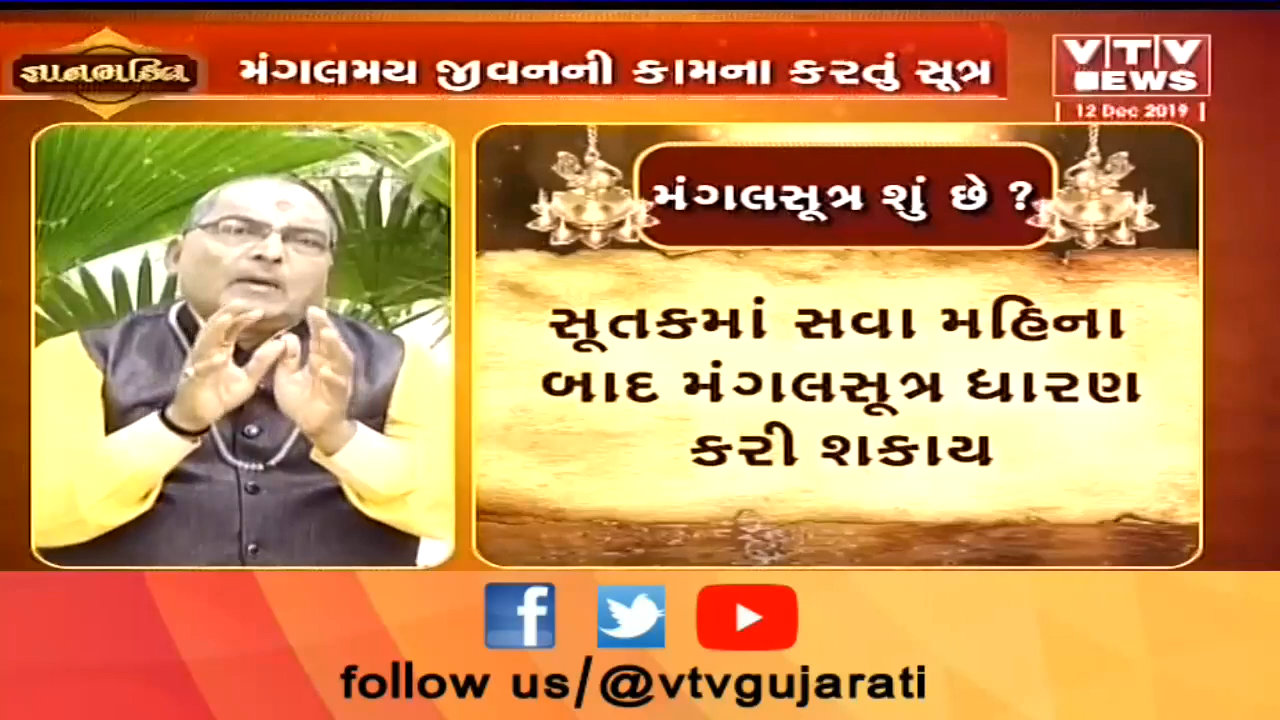 જ્ઞાનભક્તિ
મંગલમય જીવનની કામના કરતું સૂત્ર
VTV
NEWS
12 Dec 2019
મંગલસૂત્ર શું છે ?
સૂતકમાં સવા મહિના
બાદ મંગલસૂત્ર ધારણ
કરી શકાય
follow us/@vtvgujarati